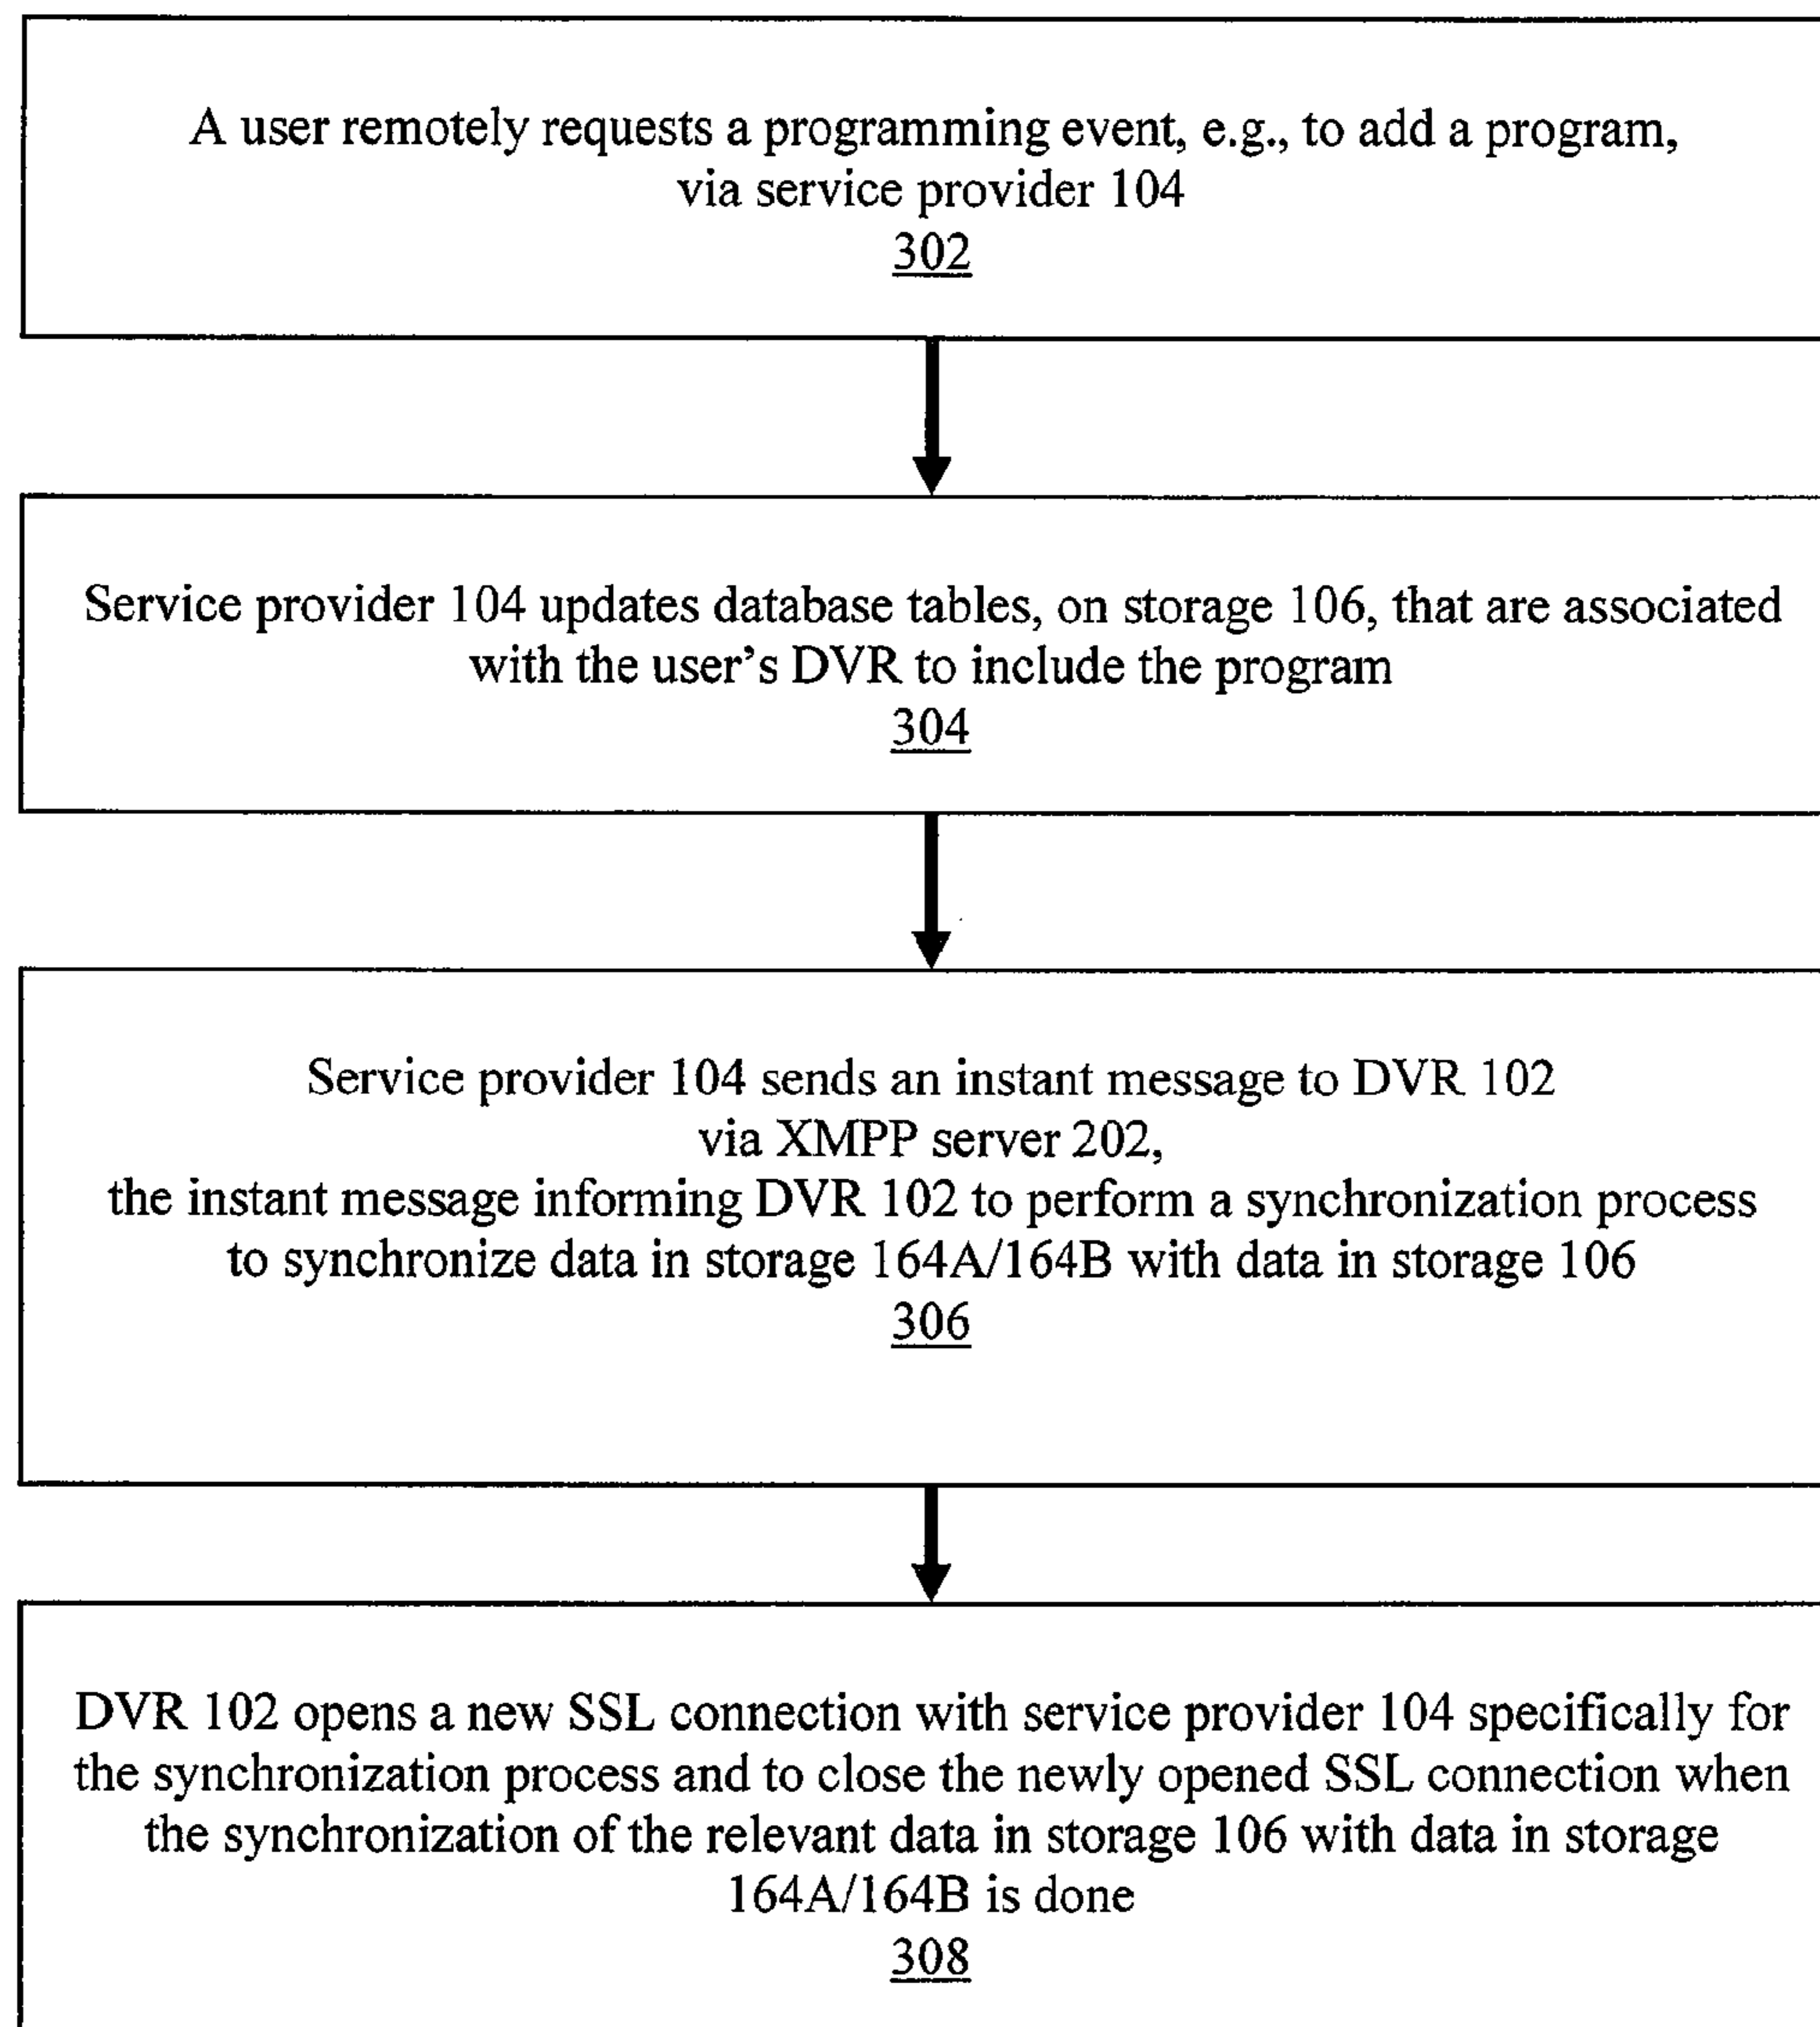 A user remotely requests a programming event, e.g., to add a program,
via service provider 104
302
Service provider 104 updates database tables, on storage 106, that are associated
with the user's DVR to include the program
304
Service provider 104 sends an instant message to DVR 102
via XMPP server 202,
the instant message informing DVR 102 to perform a synchronization process
to synchronize data in storage 164A/164B with data in storage 106
306
DVR 102 opens a new SSL connection with service provider 104 specifically for
the synchronization process and to close the newly opened SSL connection when
the synchronization of the relevant data in storage 106 with data in storage
164A/164B is done
308